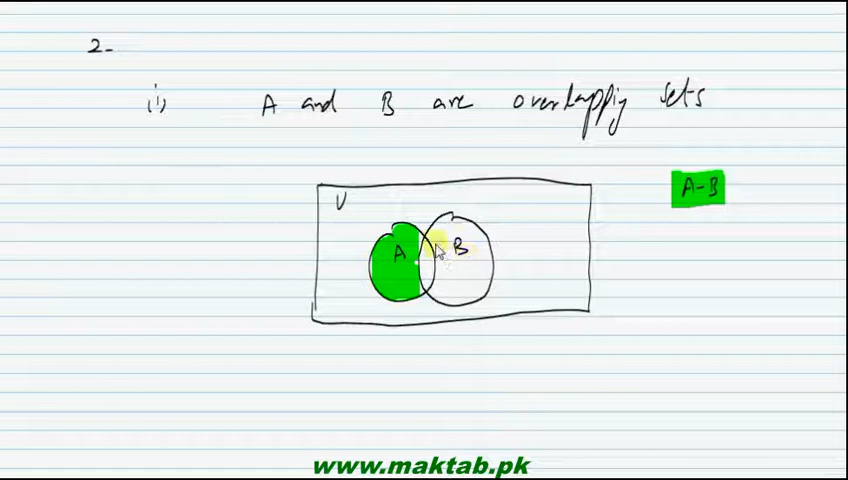 2-
(i) A and B are overlapping sets
U
A-B
A B
www.maktab.pk